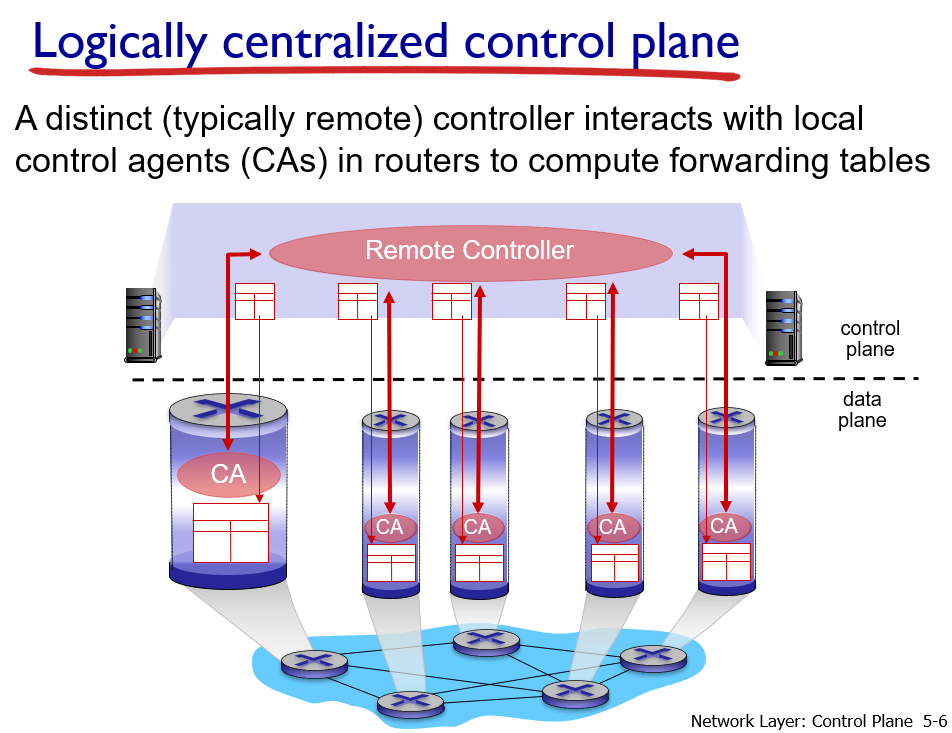 Logically centralized control plane
A distinct (typically remote) controller interacts with local
control agents (CAs) in routers to compute forwarding tables
Remote Controller
control
plane
data
plane
CA
CA
CA
CA
CA
Network Layer: Control Plane 5-6